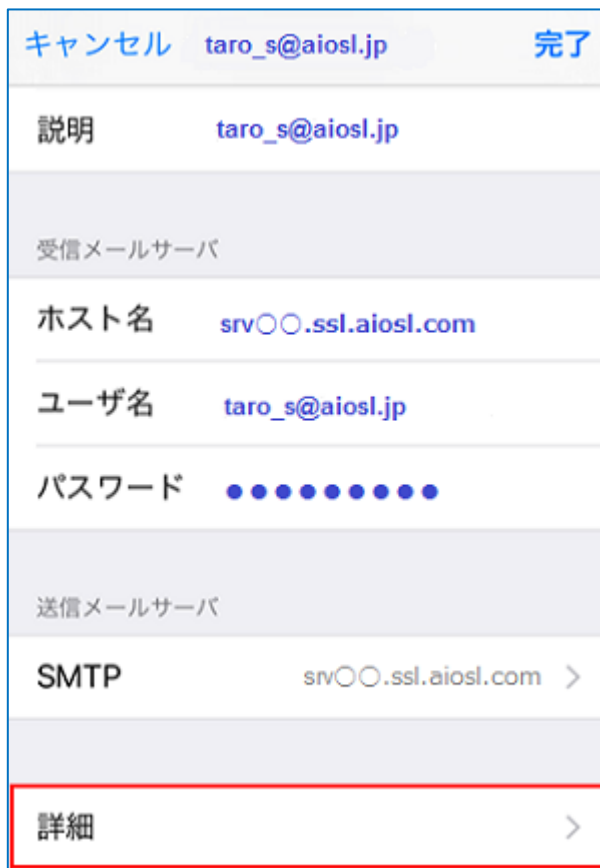 キャンセル taro_s@aiosl.jp 完了
説明 taro_s@aiosl.jp
受信メールサーバ
ホスト名 srv○○.ssl.aiosl.com
ユーザ名 taro_s@aiosl.jp
パスワード ●●●●●●●●●
送信メールサーバ
SMTP srv○○.ssl.aiosl.com >
詳細 >